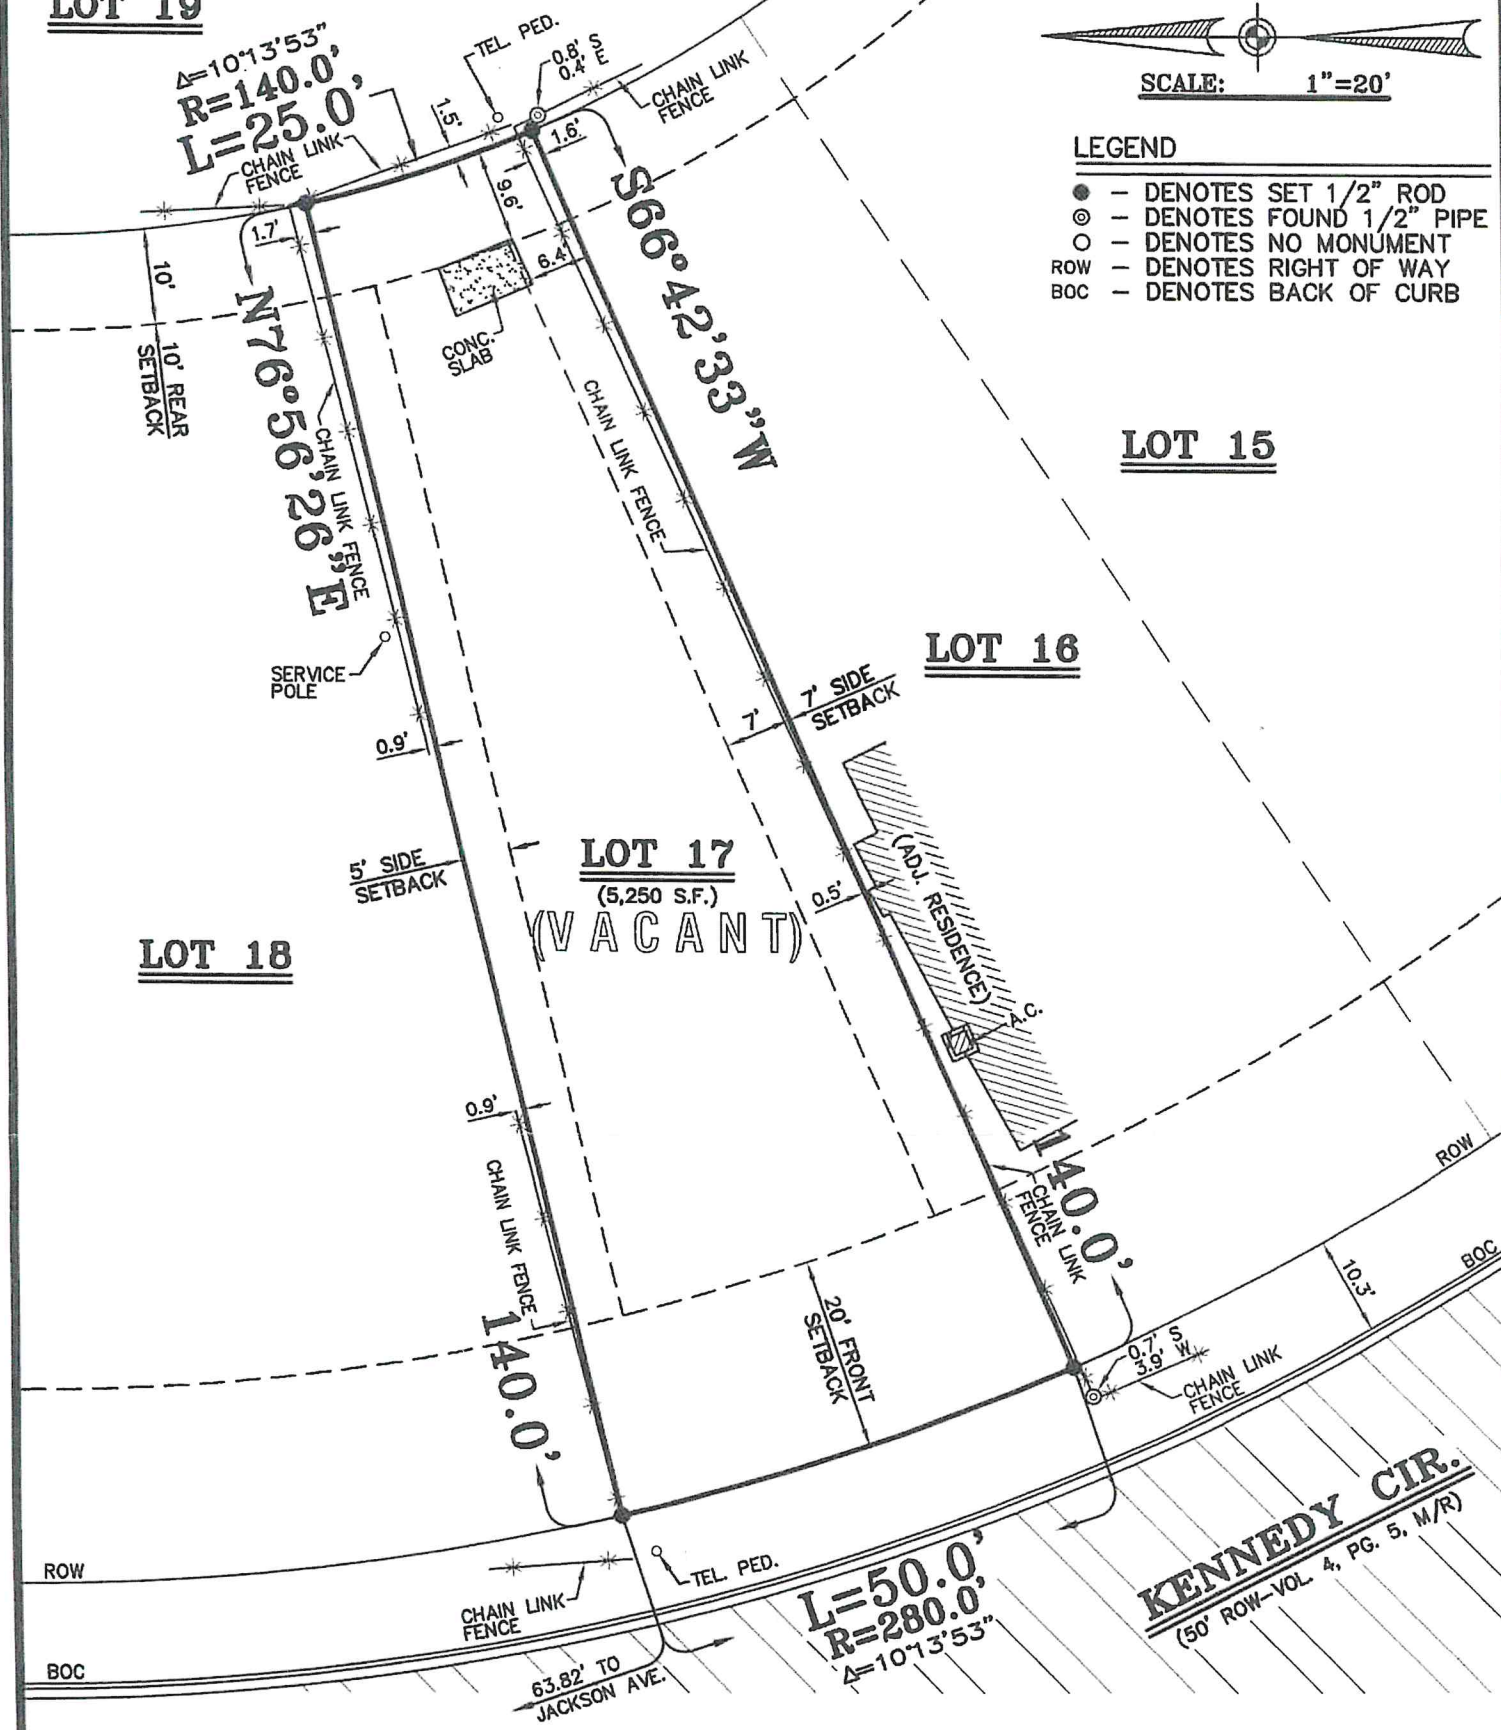 LOT 19
Δ=10°13'53"
R=140.0'
L=25.0'
CHAIN LINK
FENCE
TEL. PED.
0.8' S
0.4' E
CHAIN LINK
FENCE
1.5'
1.6'
9.6'
1.7'
6.4'
10'
10' REAR
SETBACK
CONC.
SLAB
N76°56'26"E
S66°42'33"W
SCALE: 1"=20'
LEGEND
– DENOTES SET 1/2" ROD
– DENOTES FOUND 1/2" PIPE
– DENOTES NO MONUMENT
ROW – DENOTES RIGHT OF WAY
BOC – DENOTES BACK OF CURB
CHAIN LINK FENCE
CHAIN LINK FENCE
LOT 15
LOT 16
SERVICE
POLE
7' SIDE
SETBACK
7'
0.9'
5' SIDE
SETBACK
LOT 17
(5,250 S.F.)
(VACANT)
0.5'
(ADJ. RESIDENCE)
A.C.
LOT 18
0.9'
CHAIN LINK FENCE
140.0'
140.0'
CHAIN LINK
FENCE
20' FRONT
SETBACK
ROW
BOC
10.3'
0.7' S
3.9' W
CHAIN LINK
FENCE
ROW
BOC
CHAIN LINK
FENCE
TEL. PED.
63.82' TO
JACKSON AVE.
L=50.0'
R=280.0'
Δ=10°13'53"
KENNEDY CIR.
(50' ROW-VOL. 4, PG. 5, M/R)